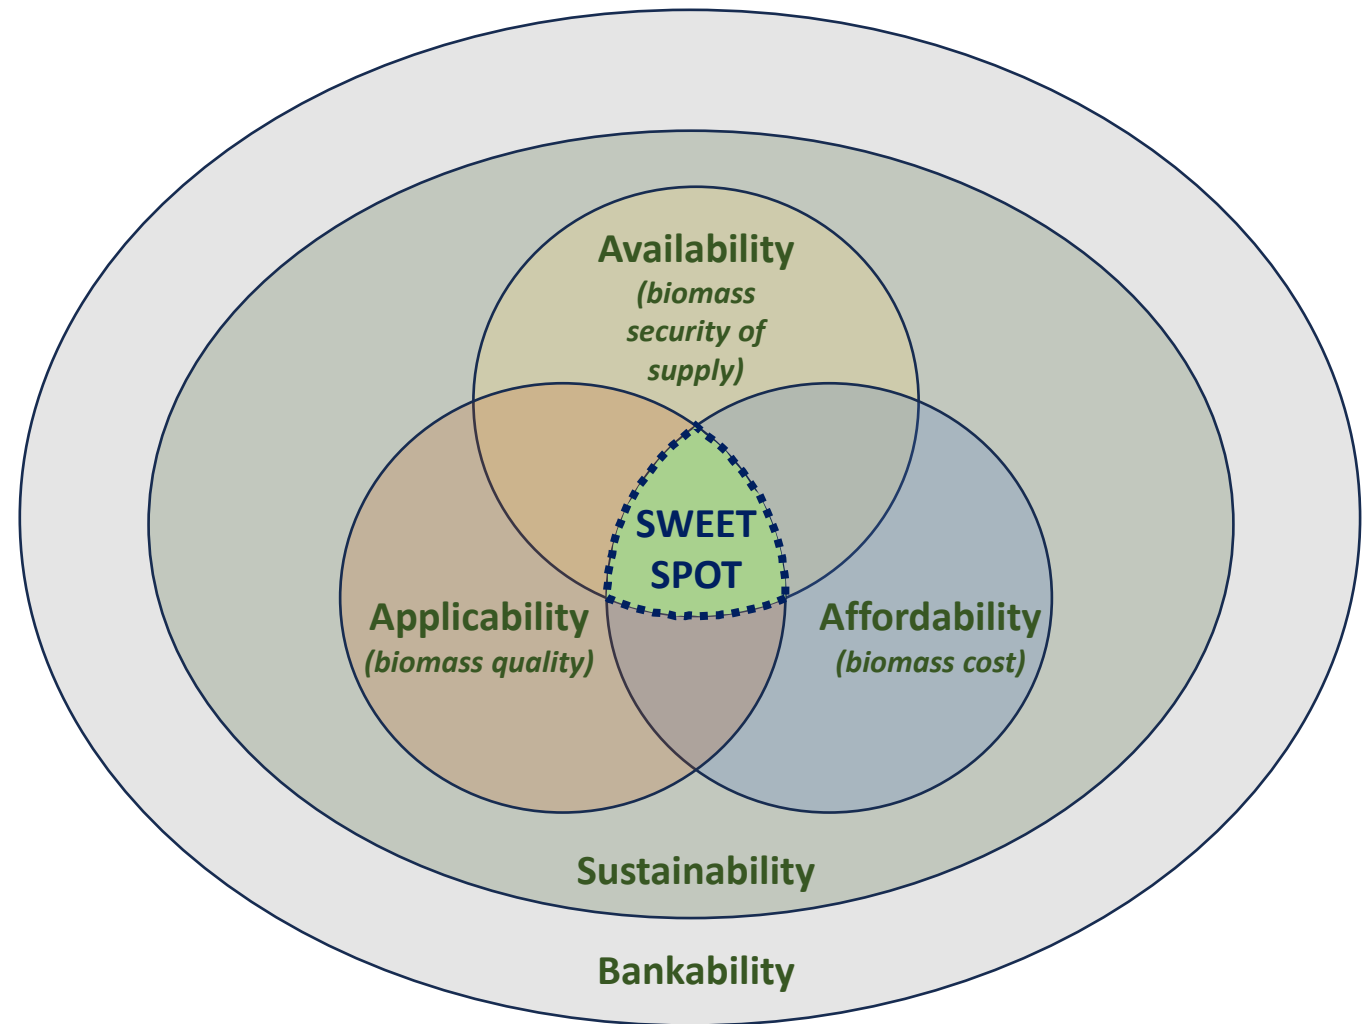 Availability
(biomass
security of
supply)
SWEET
SPOT
Applicability
(biomass quality)
Affordability
(biomass cost)
Sustainability
Bankability